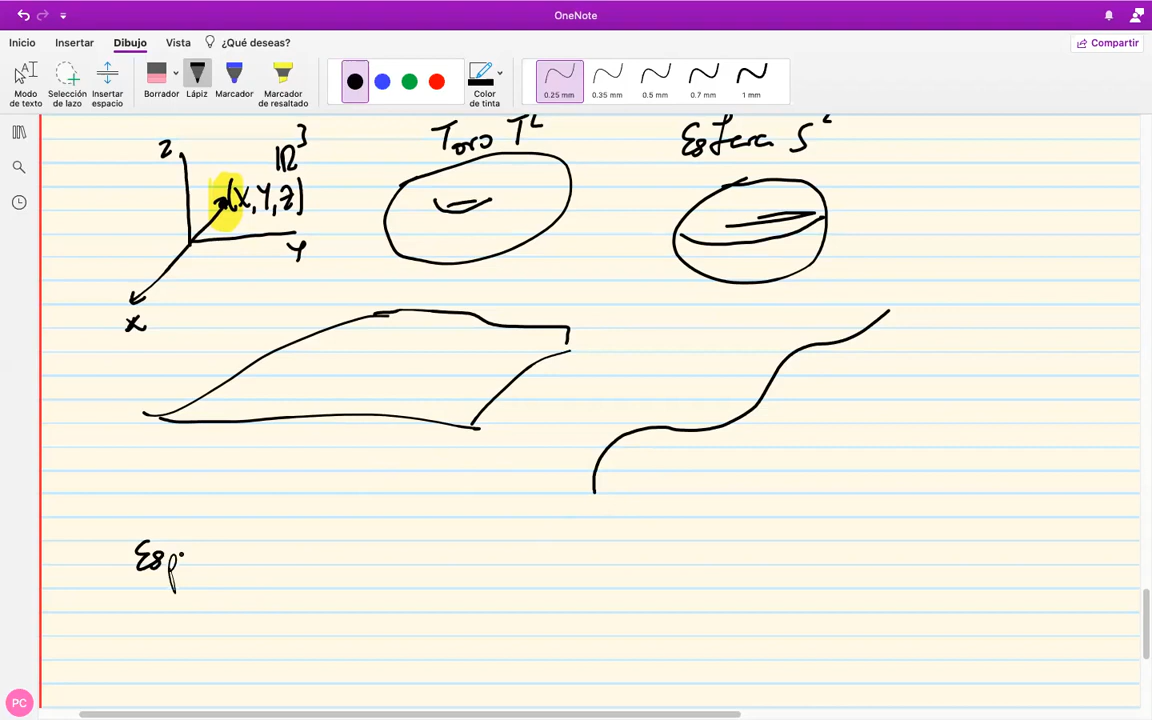 OneNote
Inicio Insertar Dibujo Vista ¿Qué deseas? Compartir
Modo de texto
Selección de lazo
Insertar espacio
Borrador
Lápiz
Marcador
Marcador de resaltado
Color de tinta
0.25 mm 0.35 mm 0.5 mm 0.7 mm 1 mm
Z
ℝ³
(X, Y, Z)
Y
X
Toro T²
Esfera S²
Esp
PC